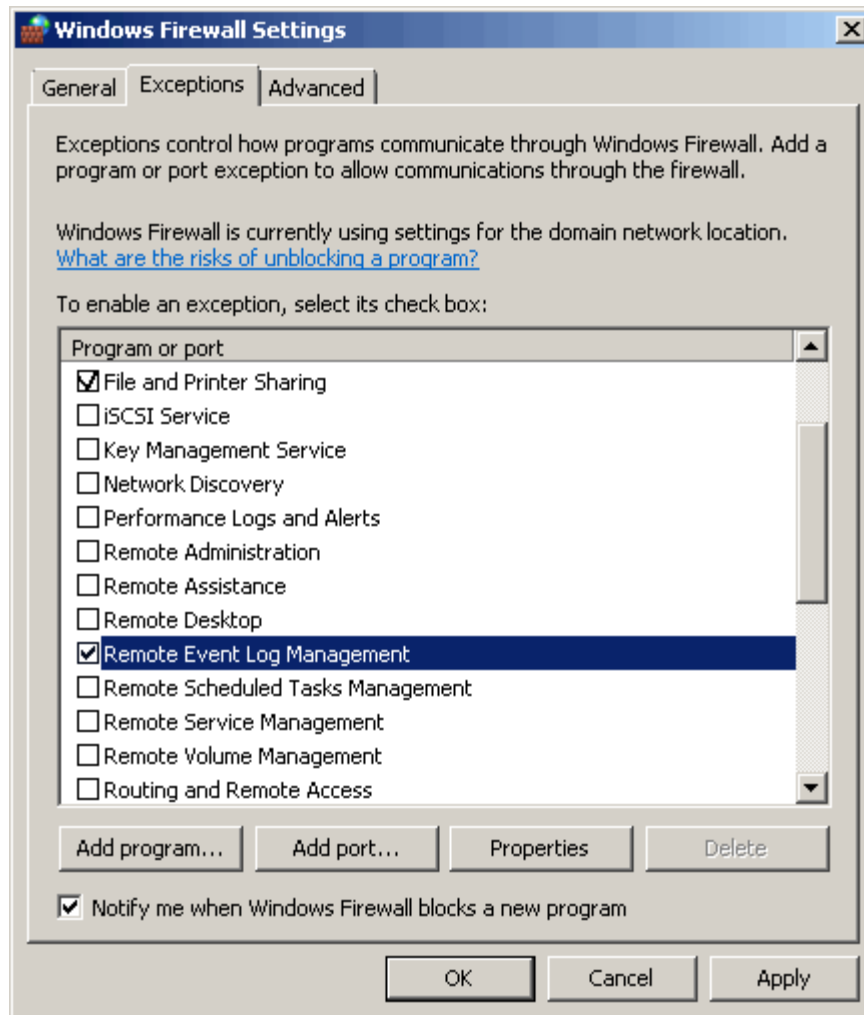 Windows Firewall Settings
General Exceptions Advanced
Exceptions control how programs communicate through Windows Firewall. Add a
program or port exception to allow communications through the firewall.
Windows Firewall is currently using settings for the domain network location.
What are the risks of unblocking a program?
To enable an exception, select its check box:
Program or port
File and Printer Sharing
iSCSI Service
Key Management Service
Network Discovery
Performance Logs and Alerts
Remote Administration
Remote Assistance
Remote Desktop
Remote Event Log Management
Remote Scheduled Tasks Management
Remote Service Management
Remote Volume Management
Routing and Remote Access
Add program... Add port... Properties Delete
Notify me when Windows Firewall blocks a new program
OK Cancel Apply